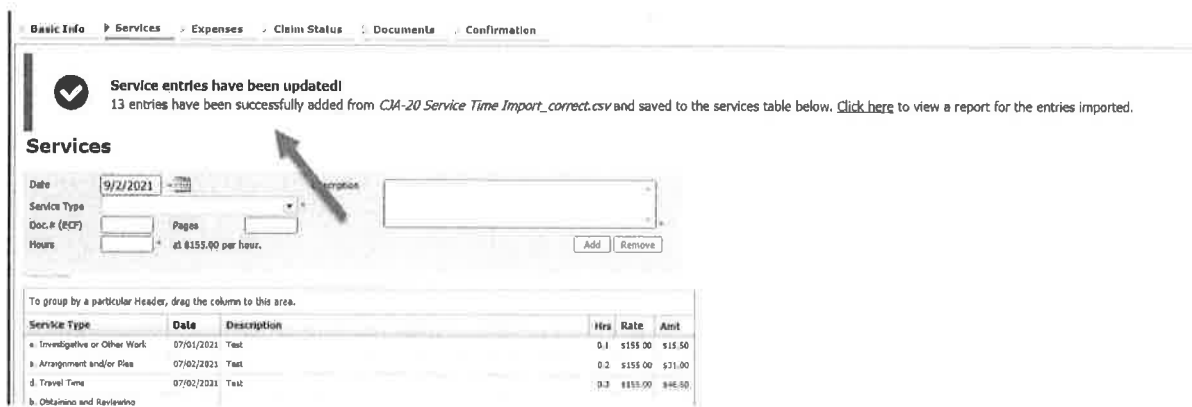 Basic Info Services Expenses Claim Status Documents Confirmation
Service entries have been updated!
13 entries have been successfully added from CJA-20 Service Time Import_correct.csv and saved to the services table below. Click here to view a report for the entries imported.
Services
Date 9/2/2021
Service Type *
Doc.# (ECF) Pages
Hours * at $155.00 per hour.
Add Remove
To group by a particular Header, drag the column to this area.
Service Type Date Description Hrs Rate Amt
e. Investigative or Other Work 07/01/2021 Test 0.1 $155.00 $15.50
a. Arraignment and/or Plea 07/02/2021 Test 0.2 $155.00 $31.00
d. Travel Time 07/02/2021 Test 0.3 $155.00 $46.50
b. Obtaining and Reviewing